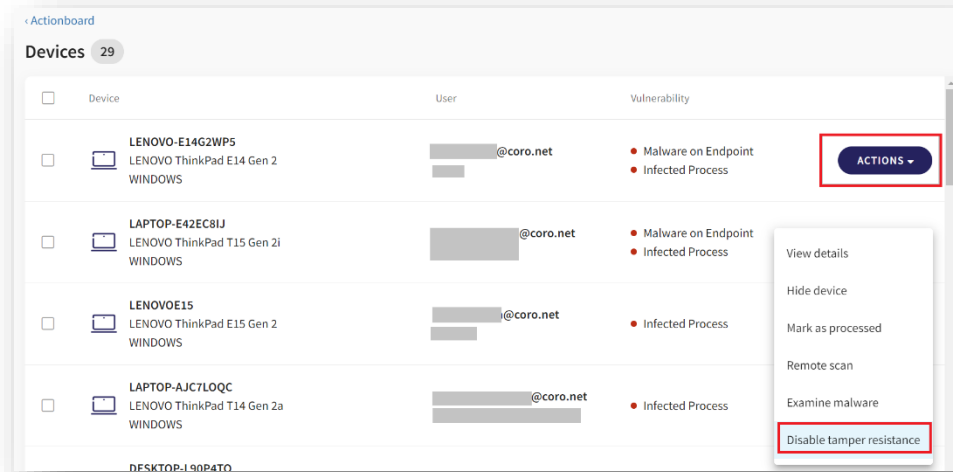 ‹ Actionboard
Devices 29
Device User Vulnerability
LENOVO-E14G2WP5
LENOVO ThinkPad E14 Gen 2
WINDOWS
@coro.net
• Malware on Endpoint
• Infected Process
ACTIONS
LAPTOP-E42EC8IJ
LENOVO ThinkPad T15 Gen 2i
WINDOWS
@coro.net
• Malware on Endpoint
• Infected Process
LENOVOE15
LENOVO ThinkPad E15 Gen 2
WINDOWS
@coro.net
• Infected Process
LAPTOP-AJC7LOQC
LENOVO ThinkPad T14 Gen 2a
WINDOWS
@coro.net
• Infected Process
DESKTOP-L90P4TO
View details
Hide device
Mark as processed
Remote scan
Examine malware
Disable tamper resistance